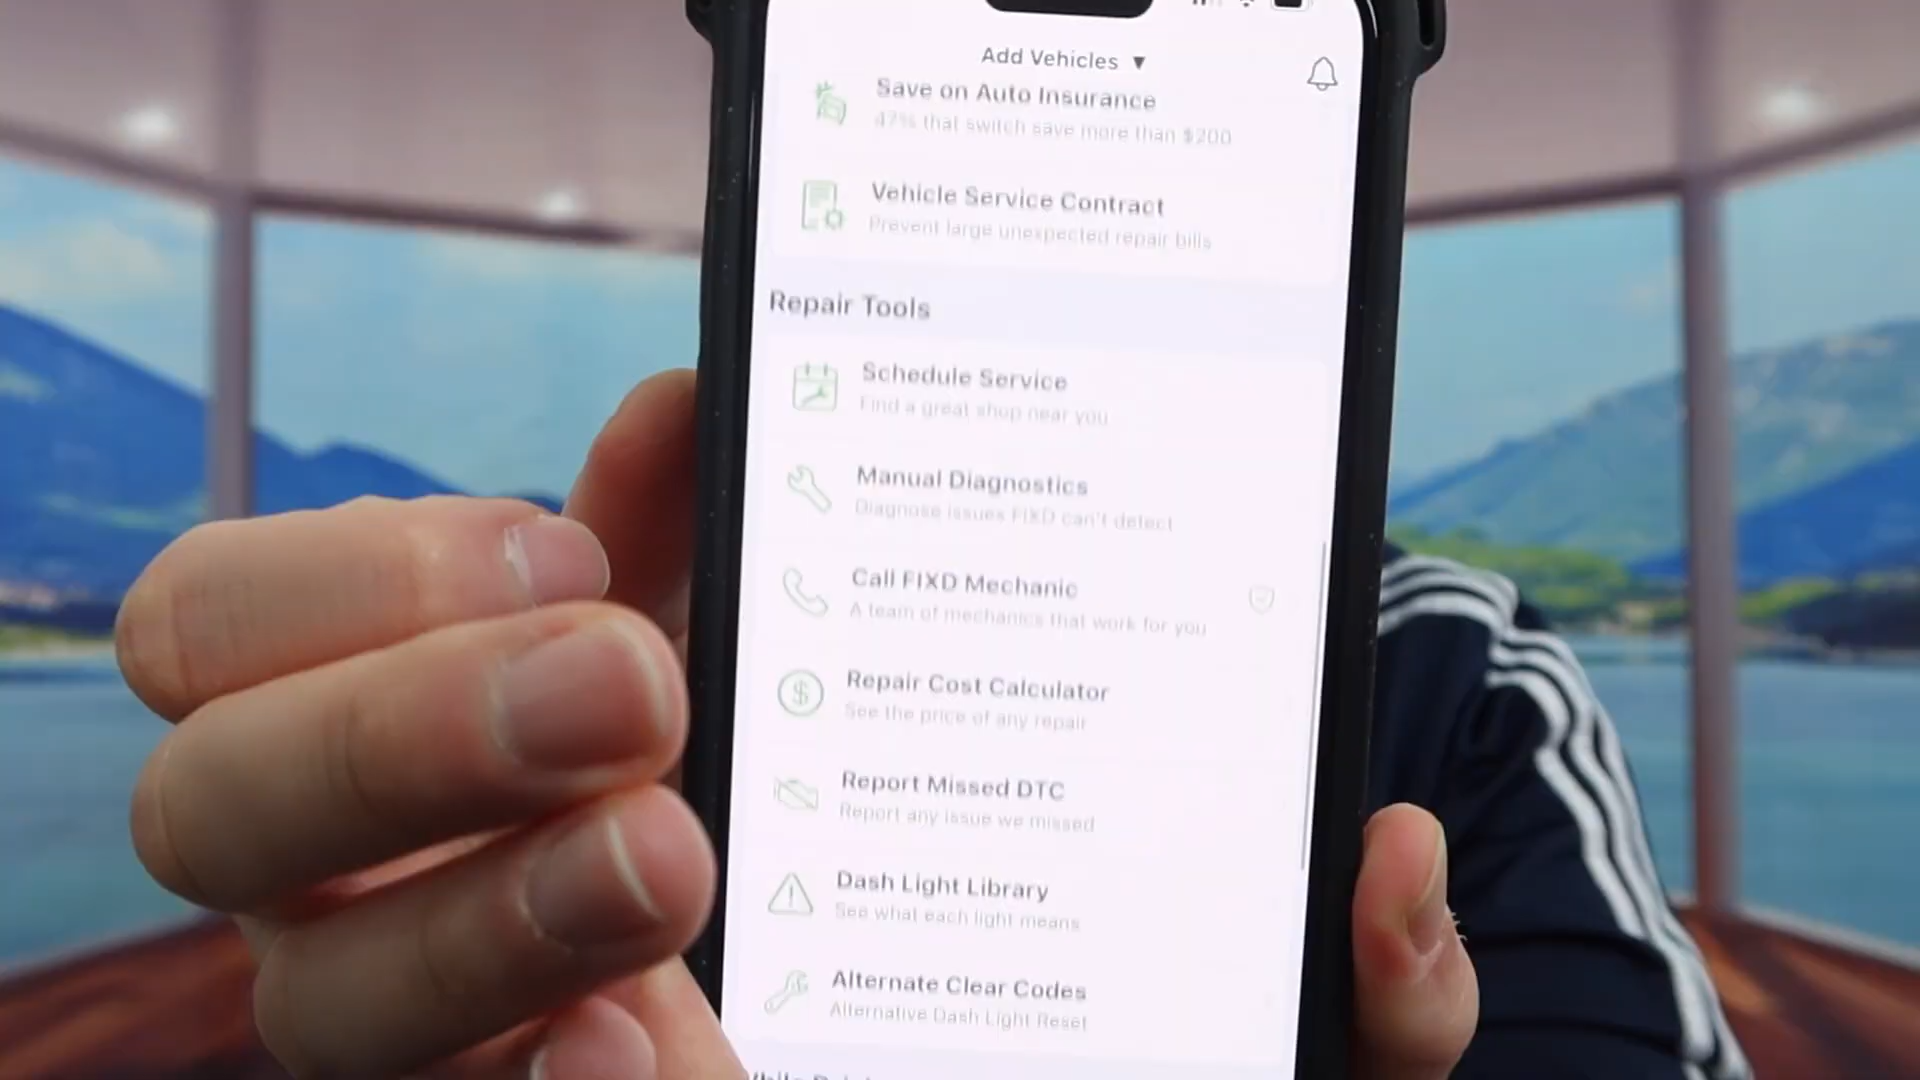 Add Vehicles ▼
Save on Auto Insurance
47% that switch save more than $200
Vehicle Service Contract
Prevent large unexpected repair bills
Repair Tools
Schedule Service
Find a great shop near you
Manual Diagnostics
Diagnose issues FIXD can't detect
Call FIXD Mechanic
A team of mechanics that work for you
Repair Cost Calculator
See the price of any repair
Report Missed DTC
Report any issue we missed
Dash Light Library
See what each light means
Alternate Clear Codes
Alternative Dash Light Reset